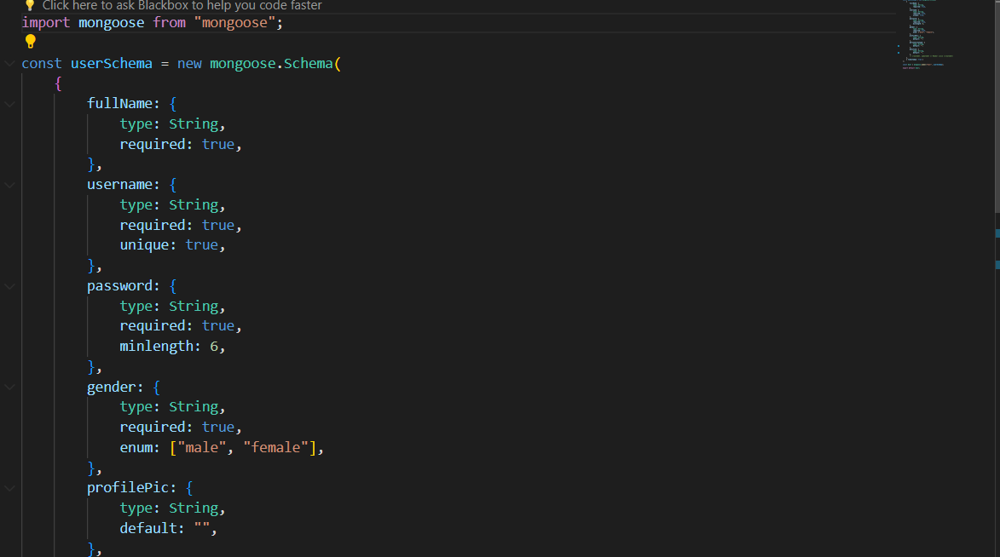 Click here to ask Blackbox to help you code faster
import mongoose from "mongoose";
const userSchema = new mongoose.Schema(
{
fullName: {
type: String,
required: true,
},
username: {
type: String,
required: true,
unique: true,
},
password: {
type: String,
required: true,
minlength: 6,
},
gender: {
type: String,
required: true,
enum: ["male", "female"],
},
profilePic: {
type: String,
default: "",
},